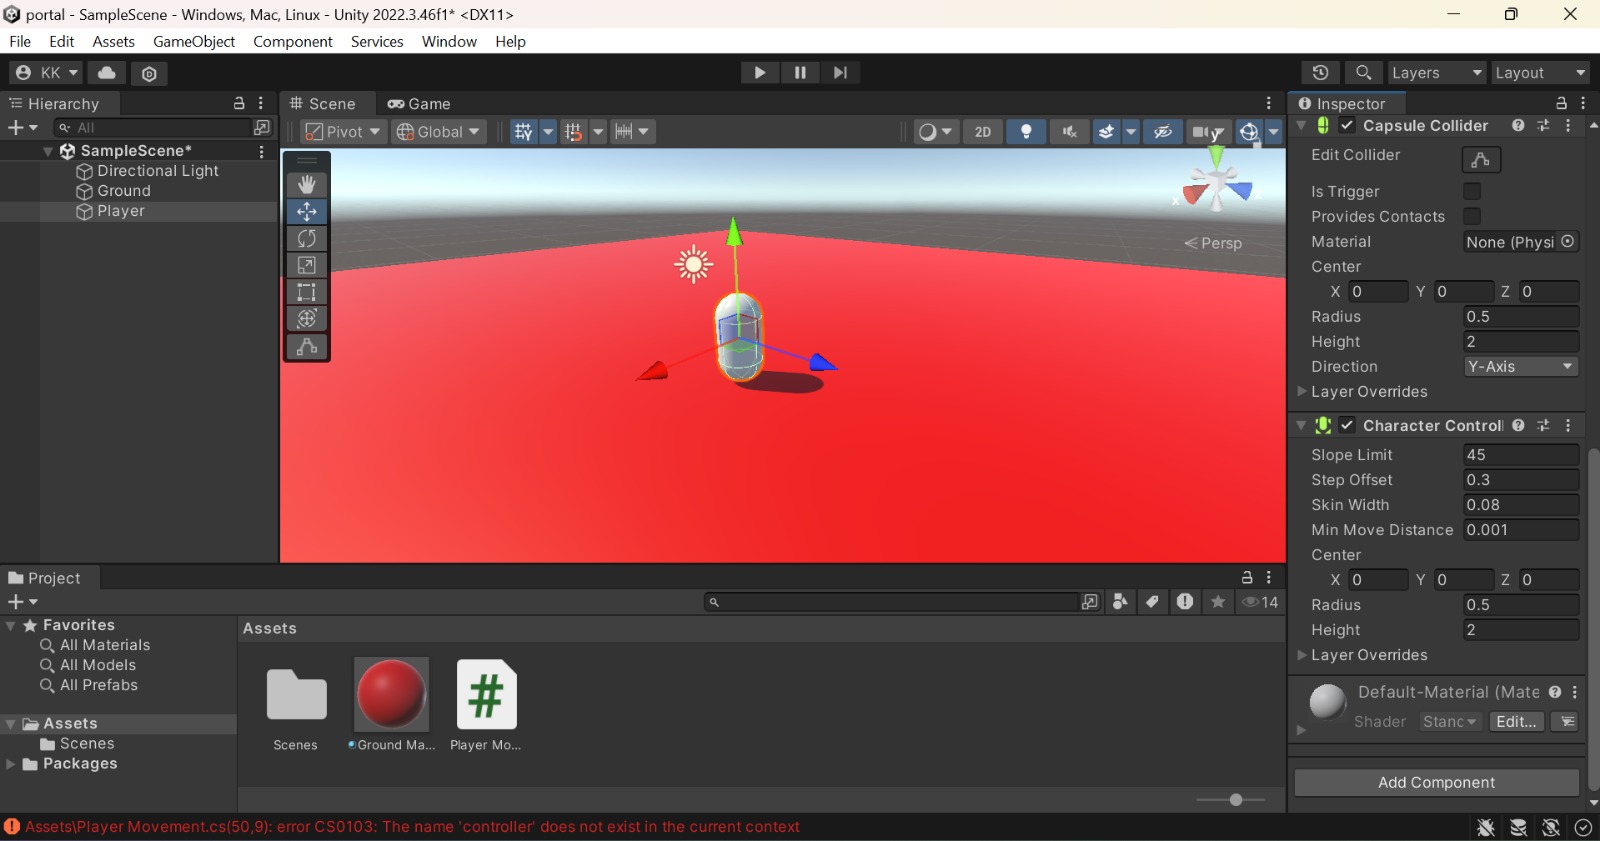 portal - SampleScene - Windows, Mac, Linux - Unity 2022.3.46f1* <DX11>
File Edit Assets GameObject Component Services Window Help
KK Layers Layout
Hierarchy
All
SampleScene*
Directional Light
Ground
Player
Scene Game
Pivot Global 2D
y
x
Persp
Inspector
Capsule Collider
Edit Collider
Is Trigger
Provides Contacts
Material None (Physi
Center
X 0 Y 0 Z 0
Radius 0.5
Height 2
Direction Y-Axis
Layer Overrides
Character Control
Slope Limit 45
Step Offset 0.3
Skin Width 0.08
Min Move Distance 0.001
Center
X 0 Y 0 Z 0
Radius 0.5
Height 2
Layer Overrides
Default-Material (Mate
Shader Stanc Edit...
Add Component
Project
14
Favorites
All Materials
All Models
All Prefabs
Assets
Scenes
Packages
Assets
Scenes Ground Ma... Player Mo...
Assets\Player Movement.cs(50,9): error CS0103: The name 'controller' does not exist in the current context